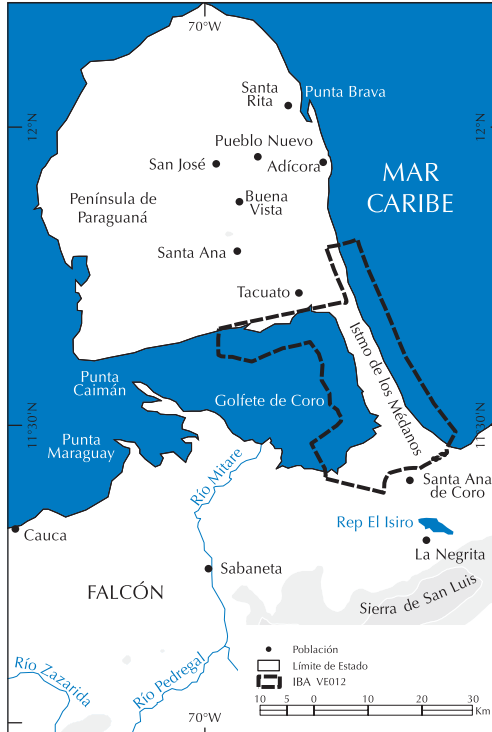 70°W
Santa
Rita
Punta Brava
12°N
12°N
Pueblo Nuevo
San José
Adícora
MAR
CARIBE
Península de
Paraguaná
Buena
Vista
Santa Ana
Tacuato
Istmo de los Médanos
Punta
Caimán
Golfete de Coro
11°30'N
11°30'N
Punta
Maraguay
Río Mitare
Santa Ana
de Coro
Rep El Isiro
Cauca
La Negrita
Sabaneta
FALCÓN
Sierra de San Luis
Río Zazarida
Río Pedregal
Población
Límite de Estado
IBA VE012
70°W
10 5 0 10 20 30
Km